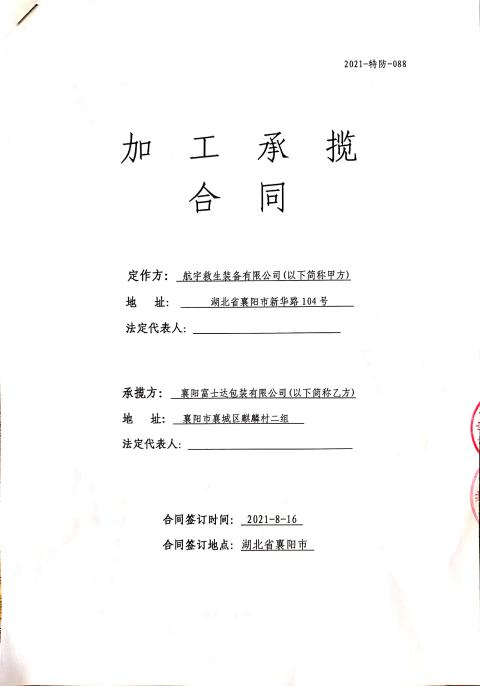 2021-特防-088
加工承揽
合同
定作方：航宇救生装备有限公司(以下简称甲方)
地 址：湖北省襄阳市新华路104号
法定代表人：
承揽方：襄阳富士达包装有限公司(以下简称乙方)
地 址：襄阳市襄城区麒麟村二组
法定代表人：
合同签订时间：2021-8-16
合同签订地点：湖北省襄阳市